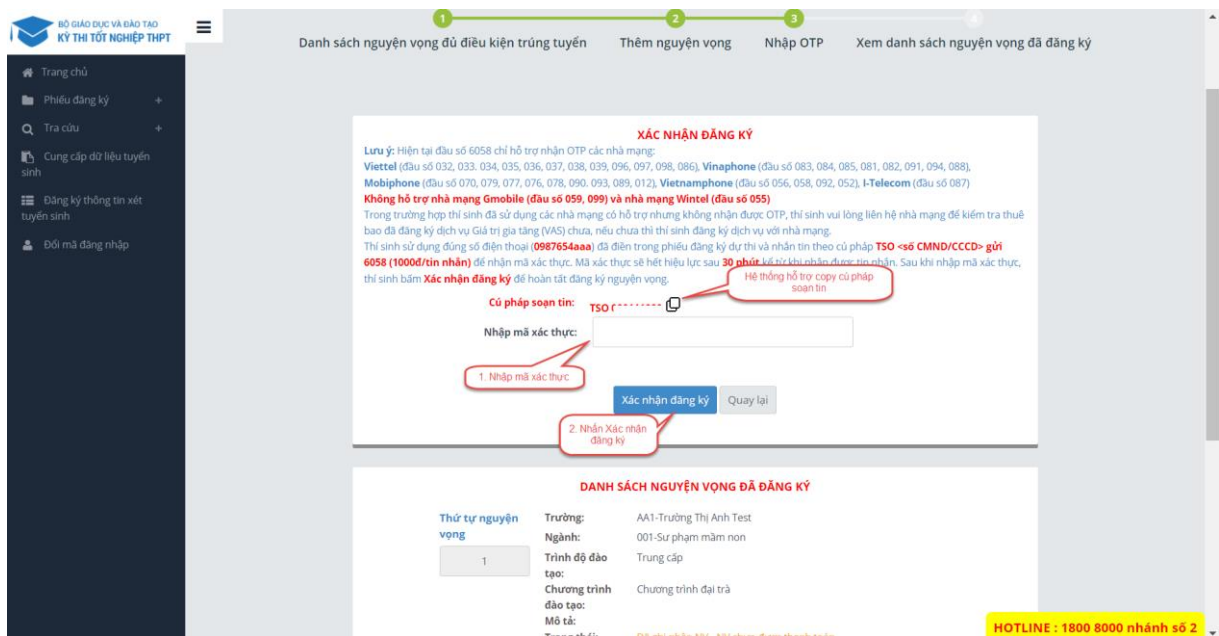 BỘ GIÁO DỤC VÀ ĐÀO TẠO
KỲ THI TỐT NGHIỆP THPT
Trang chủ
Phiếu đăng ký +
Tra cứu +
Cung cấp dữ liệu tuyển
sinh
Đăng ký thông tin xét
tuyển sinh
Đổi mã đăng nhập
1 2 3 4
Danh sách nguyện vọng đủ điều kiện trúng tuyển Thêm nguyện vọng Nhập OTP Xem danh sách nguyện vọng đã đăng ký
XÁC NHẬN ĐĂNG KÝ
Lưu ý: Hiện tại đầu số 6058 chỉ hỗ trợ nhận OTP các nhà mạng:
Viettel (đầu số 032, 033. 034, 035, 036, 037, 038, 039, 096, 097, 098, 086), Vinaphone (đầu số 083, 084, 085, 081, 082, 091, 094, 088),
Mobiphone (đầu số 070, 079, 077, 076, 078, 090. 093, 089, 012), Vietnamphone (đầu số 056, 058, 092, 052), I-Telecom (đầu số 087)
Không hỗ trợ nhà mạng Gmobile (đầu số 059, 099) và nhà mạng Wintel (đầu số 055)
Trong trường hợp thí sinh đã sử dụng các nhà mạng có hỗ trợ nhưng không nhận được OTP, thí sinh vui lòng liên hệ nhà mạng để kiểm tra thuê
bao đã đăng ký dịch vụ Giá trị gia tăng (VAS) chưa, nếu chưa thì thí sinh đăng ký dịch vụ với nhà mạng.
Thí sinh sử dụng đúng số điện thoại (0987654aaa) đã điền trong phiếu đăng ký dự thi và nhắn tin theo cú pháp TSO <số CMND/CCCD> gửi
6058 (1000đ/tin nhắn) để nhận mã xác thực. Mã xác thực sẽ hết hiệu lực sau 30 phút kể từ khi nhận được tin nhắn. Sau khi nhập mã xác thực,
thí sinh bấm Xác nhận đăng ký để hoàn tất đăng ký nguyện vọng.
Hệ thống hỗ trợ copy cú pháp
soạn tin
Cú pháp soạn tin: TSO
Nhập mã xác thực:
1. Nhập mã xác thực
Xác nhận đăng ký Quay lại
2. Nhấn Xác nhận
đăng ký
DANH SÁCH NGUYỆN VỌNG ĐÃ ĐĂNG KÝ
Thứ tự nguyện
vọng
1
Trường: AA1-Trường Thị Anh Test
Ngành: 001-Sư phạm mầm non
Trình độ đào Trung cấp
tạo:
Chương trình Chương trình đại trà
đào tạo:
Mô tả:
HOTLINE : 1800 8000 nhánh số 2